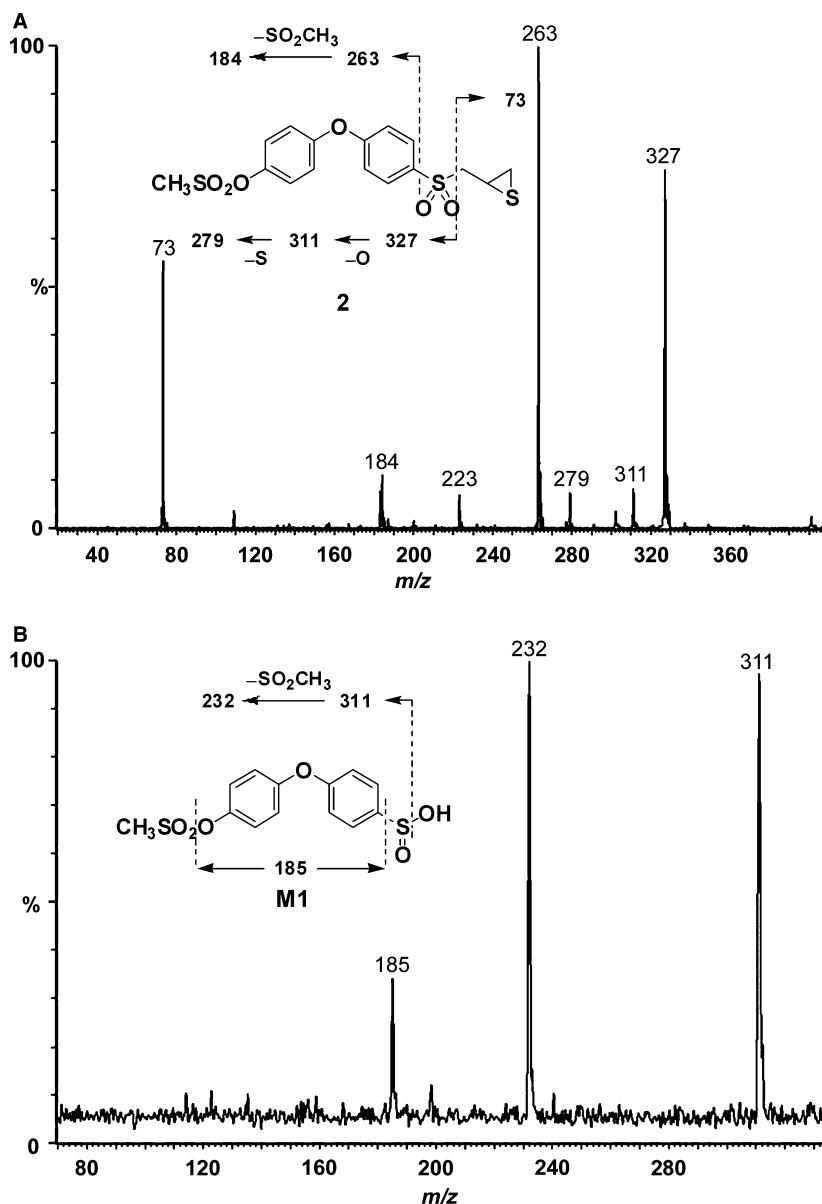 A
–SO2CH3
184 263
73
263
327
100
O
CH3SO2O
S
O O
S
279 311 327
–S –O
2
73
%
184
223
279
311
0
40 80 120 160 200 240 280 320 360
m/z
B
–SO2CH3
232 311
232
311
100
O
CH3SO2O
S
OH
O
185
M1
%
185
0
80 120 160 200 240 280
m/z